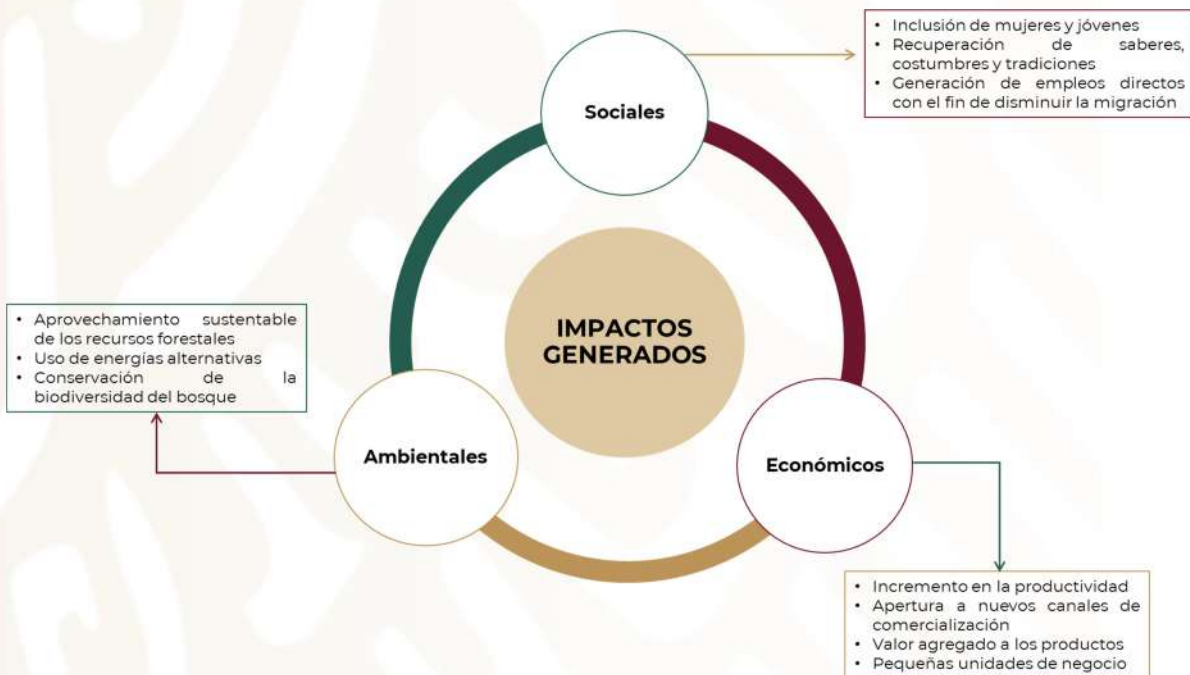 • Inclusión de mujeres y jóvenes
• Recuperación de saberes,
costumbres y tradiciones
• Generación de empleos directos
con el fin de disminuir la migración
Sociales
IMPACTOS
GENERADOS
• Aprovechamiento sustentable
de los recursos forestales
• Uso de energías alternativas
• Conservación de la
biodiversidad del bosque
Ambientales
Económicos
• Incremento en la productividad
• Apertura a nuevos canales de
comercialización
• Valor agregado a los productos
• Pequeñas unidades de negocio